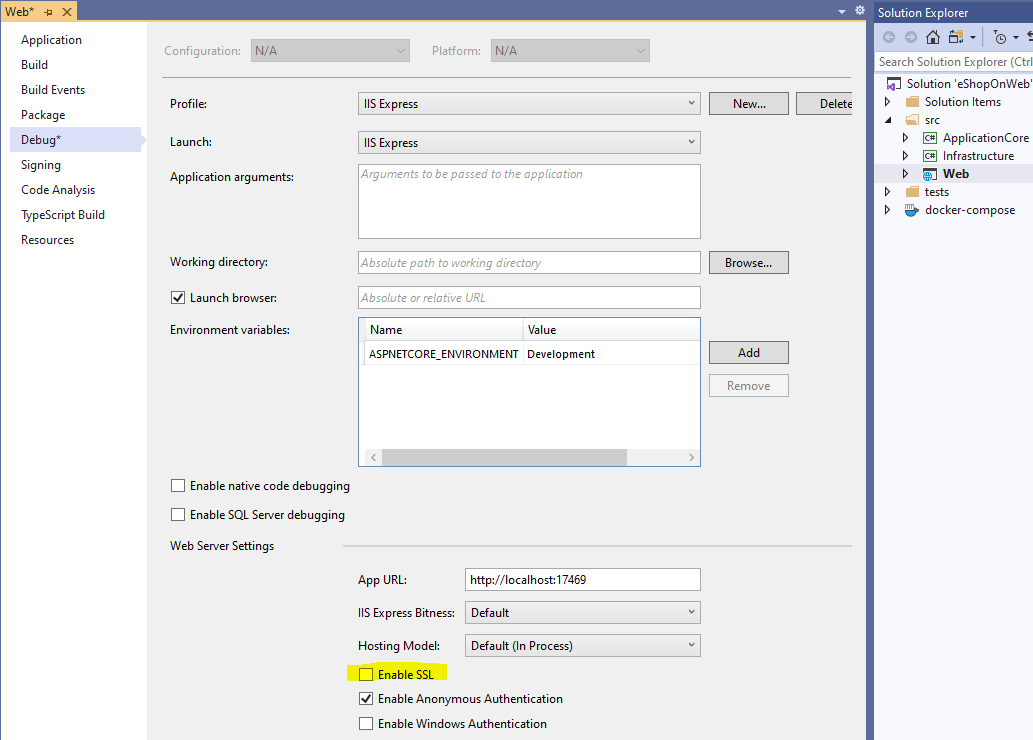 Web*
Solution Explorer
Search Solution Explorer (Ctrl
Solution 'eShopOnWeb'
Solution Items
src
ApplicationCore
Infrastructure
Web
tests
docker-compose
Application
Build
Build Events
Package
Debug*
Signing
Code Analysis
TypeScript Build
Resources
Configuration: N/A Platform: N/A
Profile: IIS Express New... Delete
Launch: IIS Express
Application arguments: Arguments to be passed to the application
Working directory: Absolute path to working directory Browse...
Launch browser: Absolute or relative URL
Environment variables: Name Value
ASPNETCORE_ENVIRONMENT Development
Add
Remove
Enable native code debugging
Enable SQL Server debugging
Web Server Settings
App URL: http://localhost:17469
IIS Express Bitness: Default
Hosting Model: Default (In Process)
Enable SSL
Enable Anonymous Authentication
Enable Windows Authentication